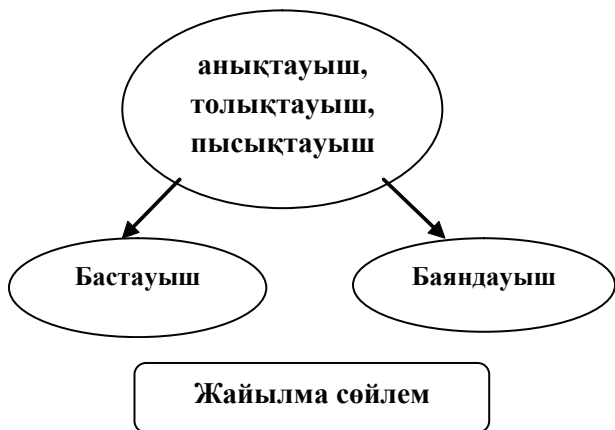 анықтауыш,
толықтауыш,
пысықтауыш
Бастауыш
Баяндауыш
Жайылма сөйлем